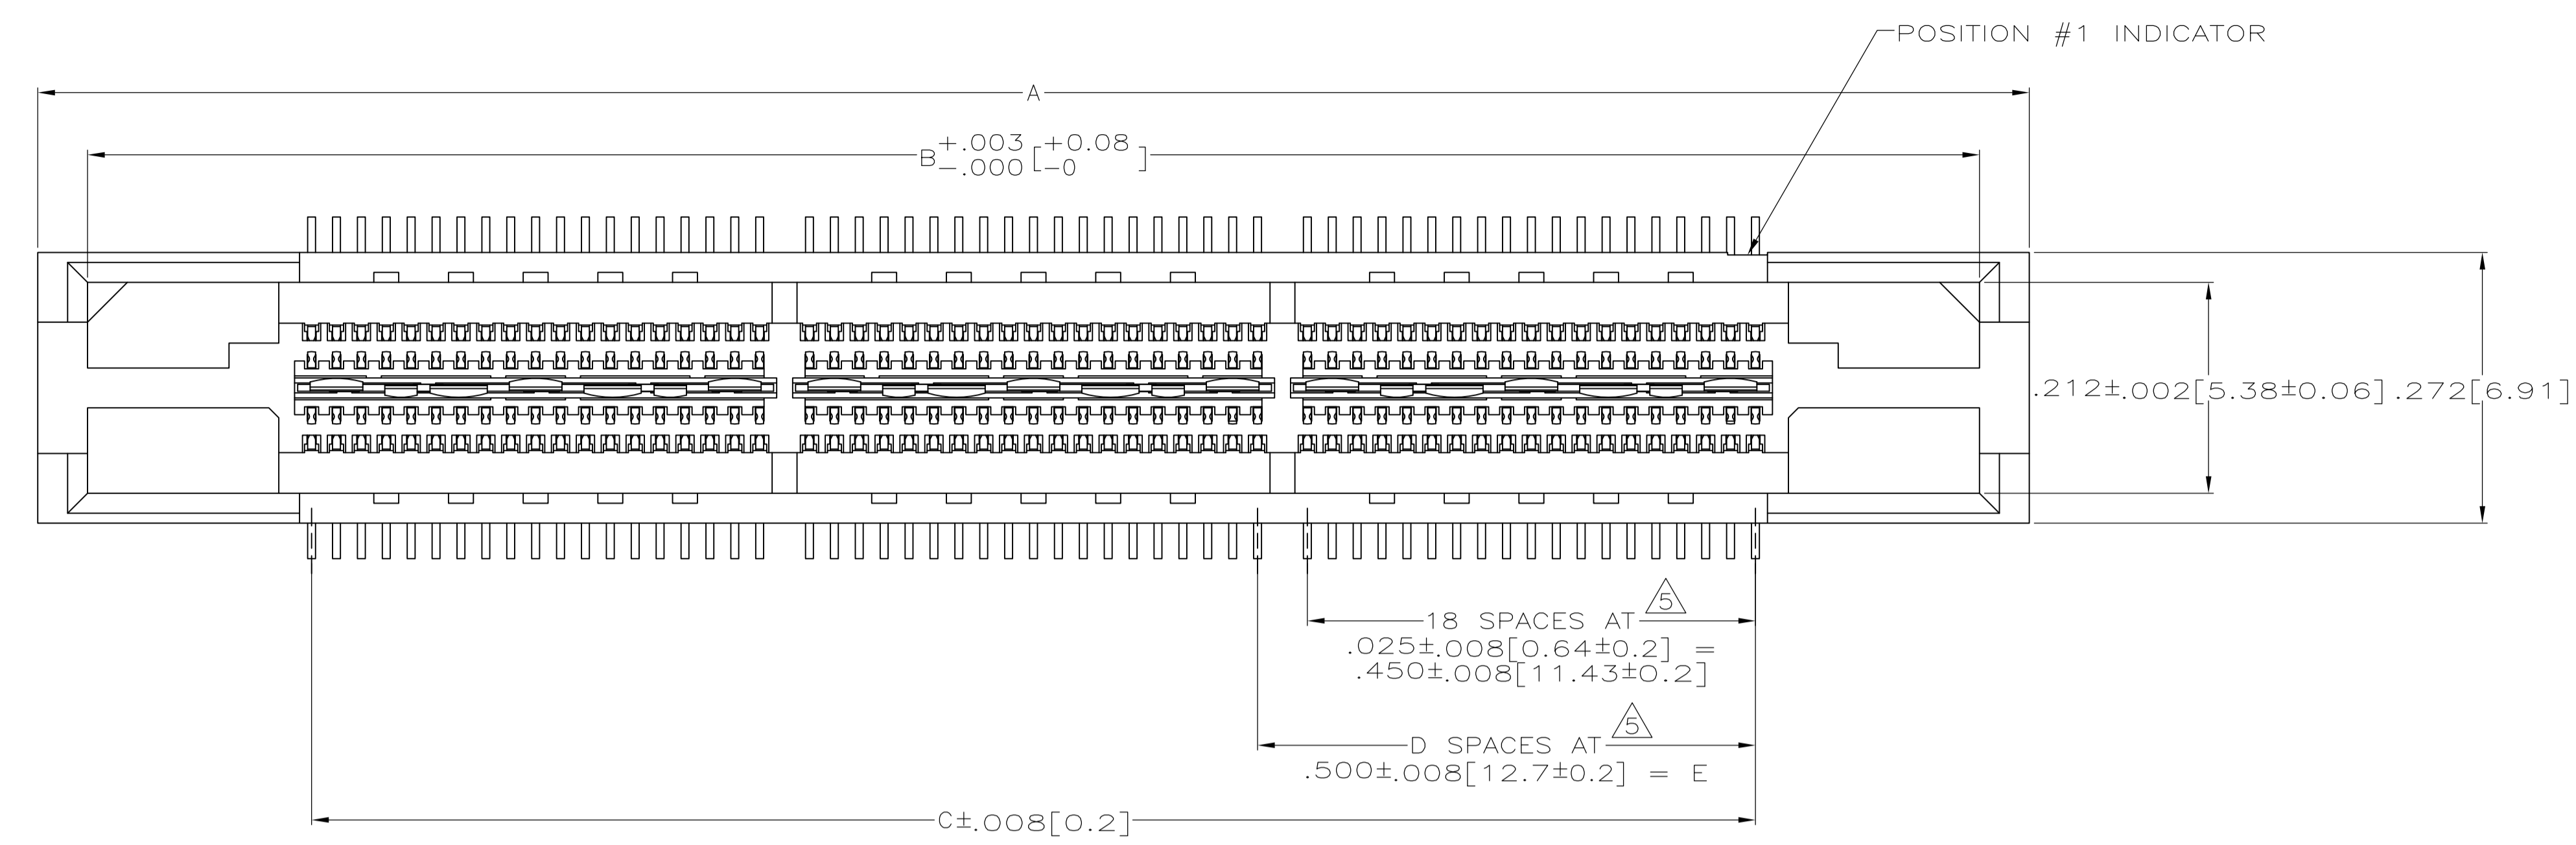 POSITION #1 INDICATOR
A
B +.003 -.000 [+0.08 -0]
.212±.002[5.38±0.06]
.272[6.91]
5
18 SPACES AT
.025±.008[0.64±0.2] =
.450±.008[11.43±0.2]
5
D SPACES AT
.500±.008[12.7±0.2] = E
C±.008[0.2]